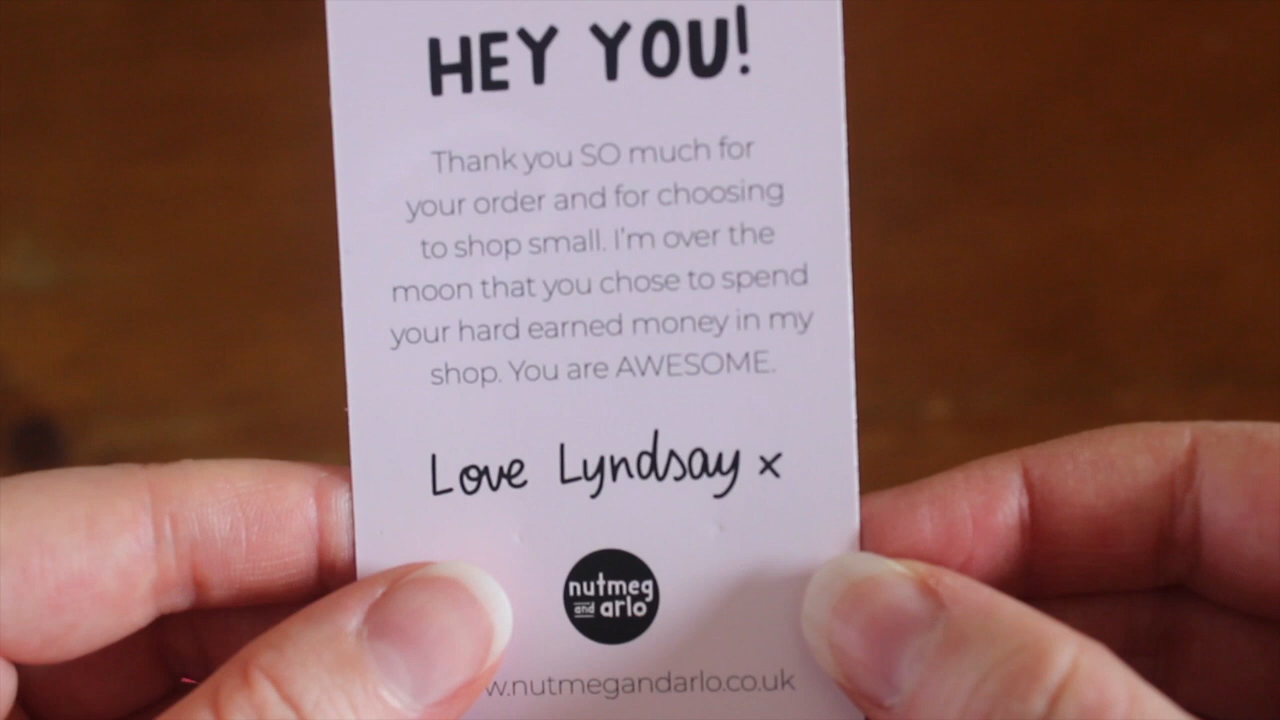 HEY YOU!
Thank you SO much for
your order and for choosing
to shop small. I'm over the
moon that you chose to spend
your hard earned money in my
shop. You are AWESOME.
Love Lyndsay x
nutmeg
and arlo
w.nutmegandarlo.co.uk